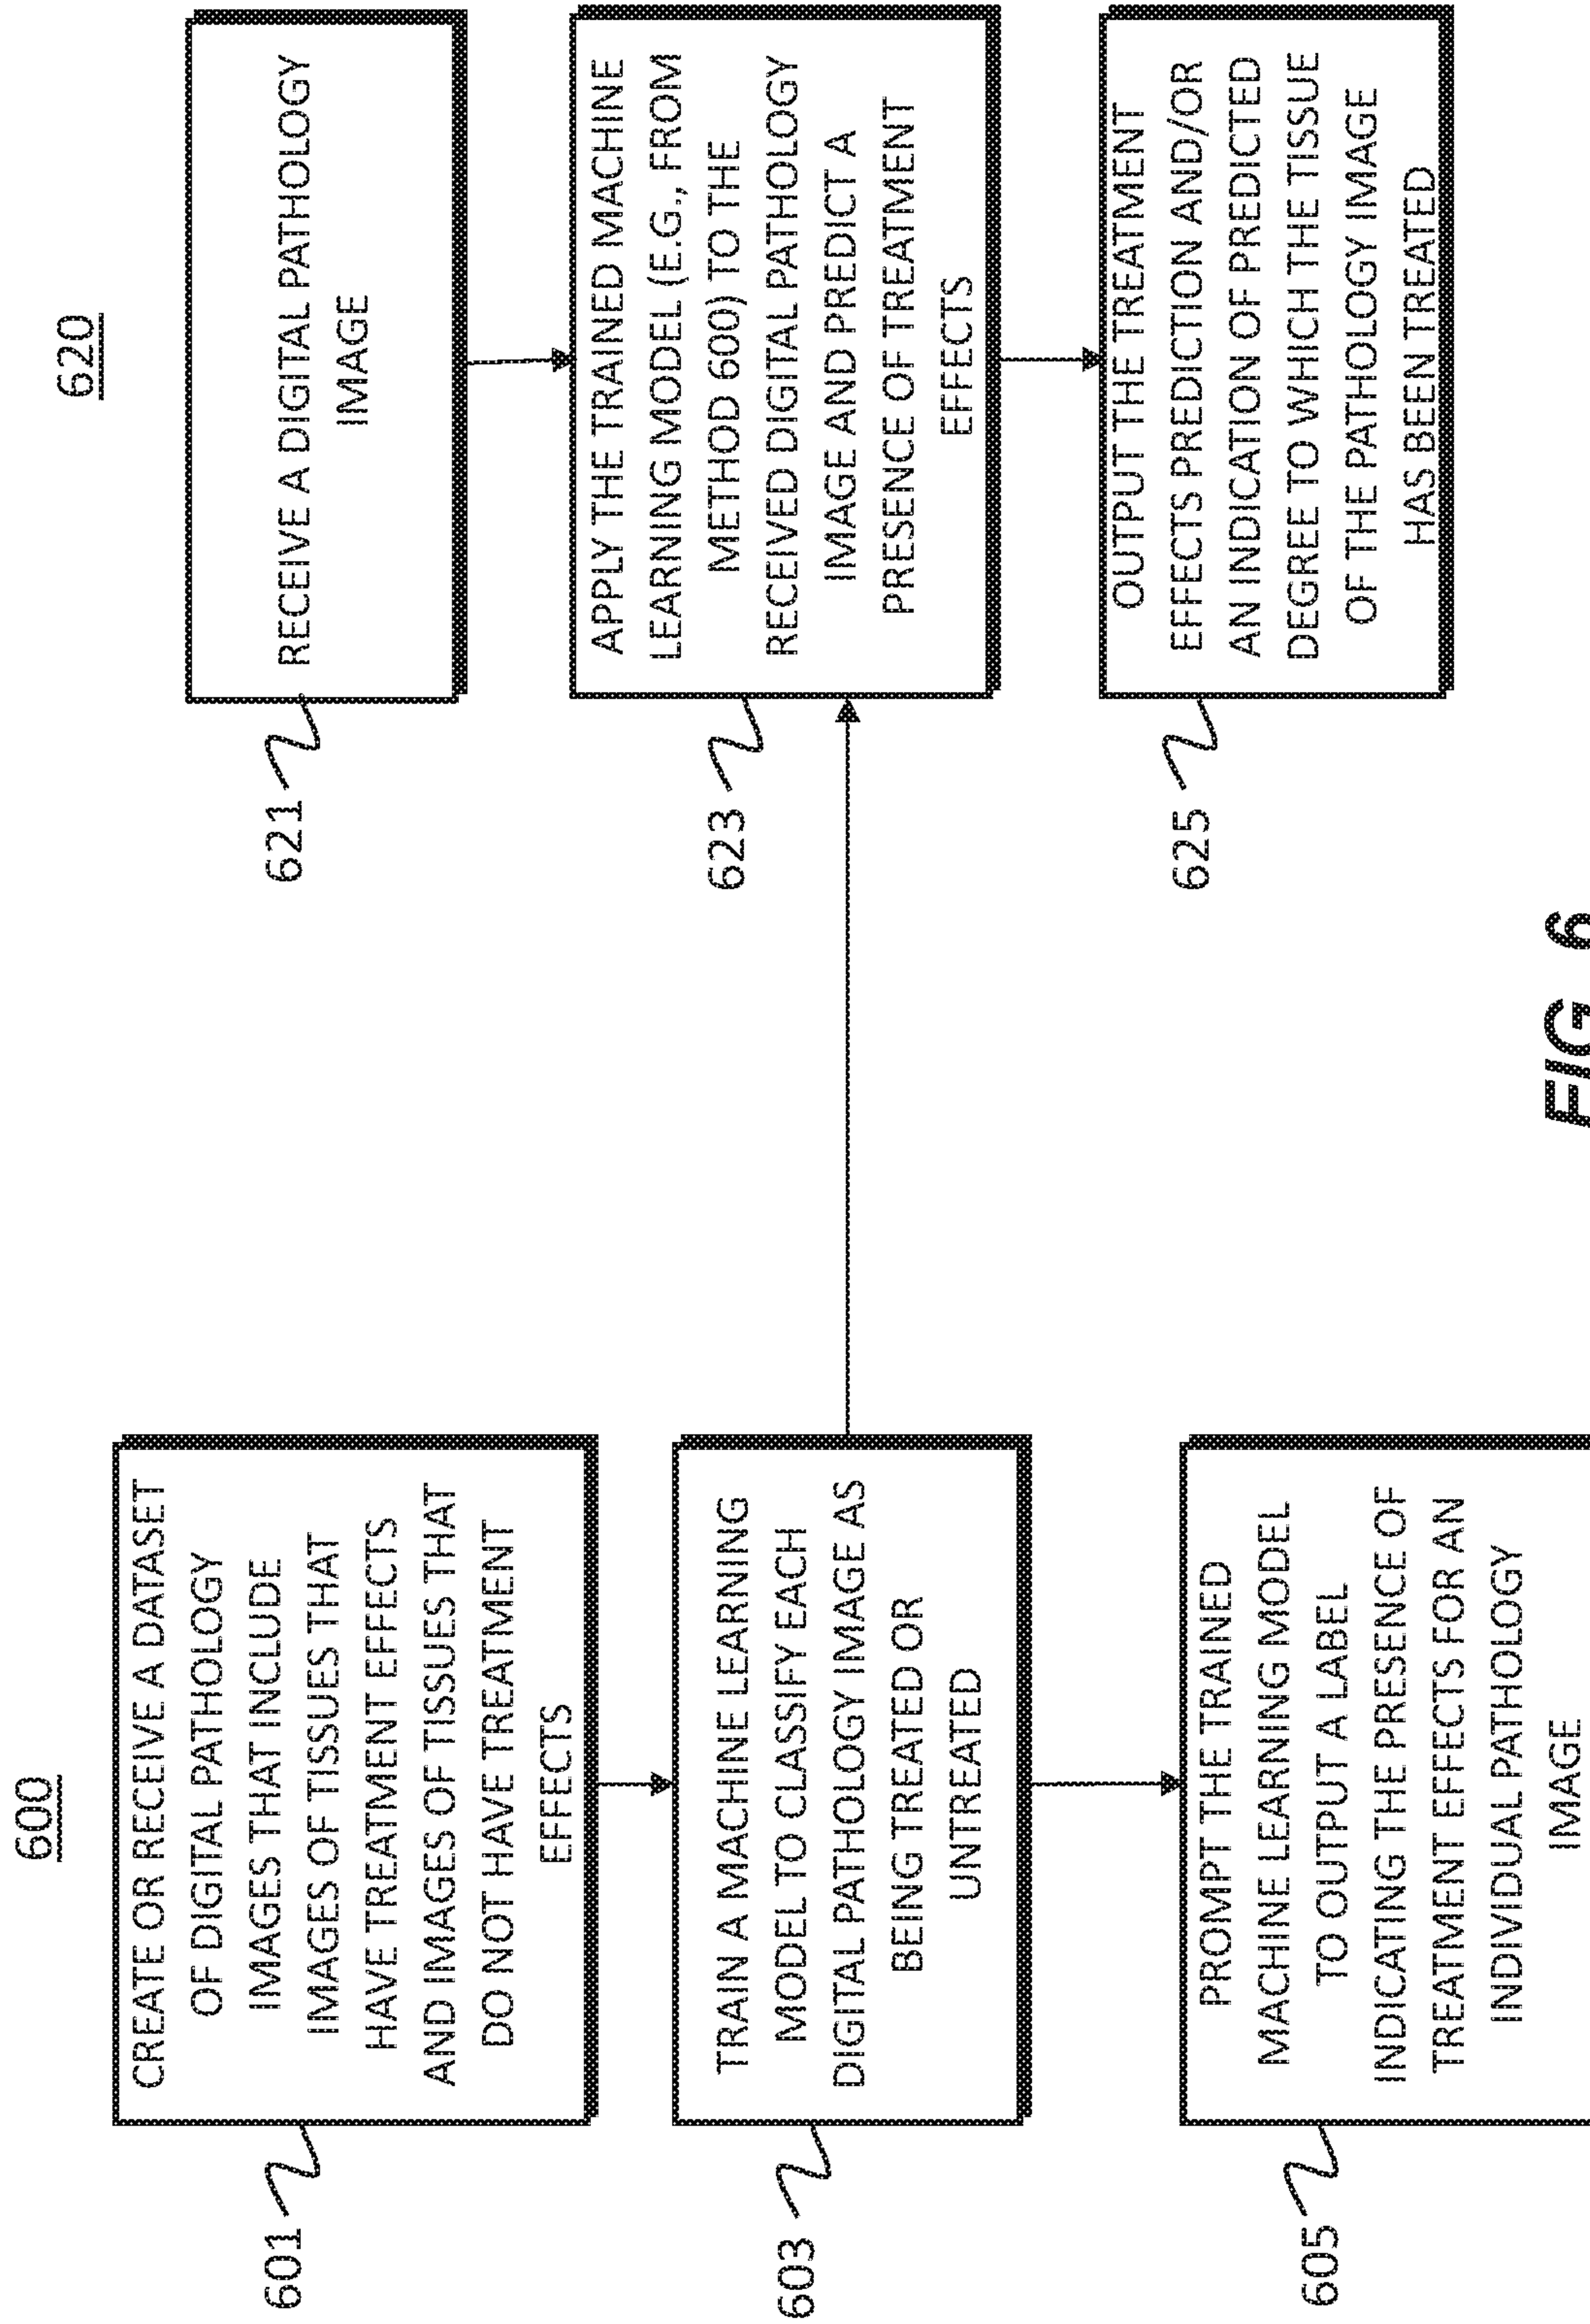 600
601
CREATE OR RECEIVE A DATASET
OF DIGITAL PATHOLOGY
IMAGES THAT INCLUDE
IMAGES OF TISSUES THAT
HAVE TREATMENT EFFECTS
AND IMAGES OF TISSUES THAT
DO NOT HAVE TREATMENT
EFFECTS
603
TRAIN A MACHINE LEARNING
MODEL TO CLASSIFY EACH
DIGITAL PATHOLOGY IMAGE AS
BEING TREATED OR
UNTREATED
605
PROMPT THE TRAINED
MACHINE LEARNING MODEL
TO OUTPUT A LABEL
INDICATING THE PRESENCE OF
TREATMENT EFFECTS FOR AN
INDIVIDUAL PATHOLOGY
IMAGE
620
621
RECEIVE A DIGITAL PATHOLOGY
IMAGE
623
APPLY THE TRAINED MACHINE
LEARNING MODEL (E.G., FROM
METHOD 600) TO THE
RECEIVED DIGITAL PATHOLOGY
IMAGE AND PREDICT A
PRESENCE OF TREATMENT
EFFECTS
625
OUTPUT THE TREATMENT
EFFECTS PREDICTION AND/OR
AN INDICATION OF PREDICTED
DEGREE TO WHICH THE TISSUE
OF THE PATHOLOGY IMAGE
HAS BEEN TREATED
FIG. 6